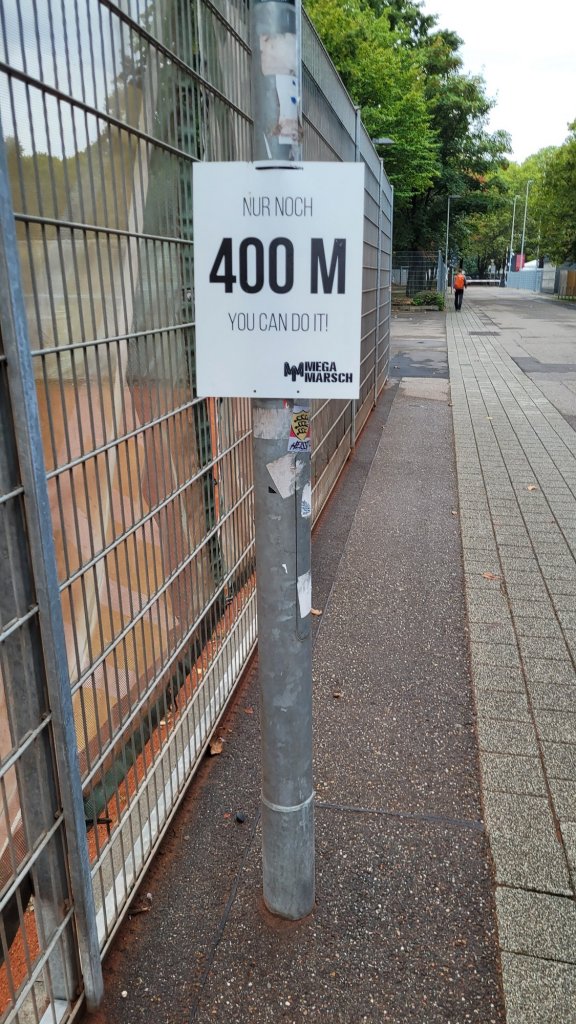 NUR NOCH
400 M
YOU CAN DO IT!
MEGA
MARSCH